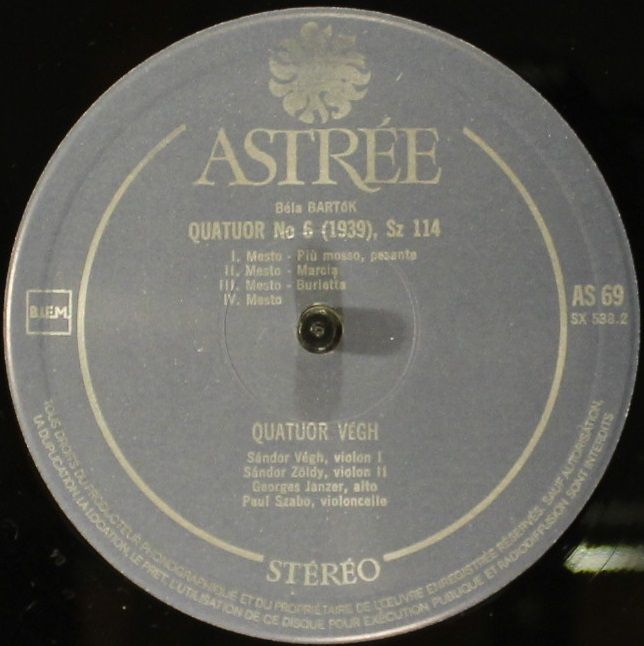 ASTRÉE
Béla BARTÓK
QUATUOR No 6 (1939), Sz 114
I. Mesto - Più mosso, pesante
II. Mesto - Marcia
III. Mesto - Burletta
IV. Mesto
B.I.E.M.
AS 69
SX 538.2
QUATUOR VÉGH
Sándor Végh, violon I
Sándor Zöldy, violon II
Georges Janzer, alto
Paul Szabo, violoncelle
STÉRÉO
TOUS DROITS DU PRODUCTEUR PHONOGRAPHIQUE ET DU PROPRIÉTAIRE DE L'ŒUVRE ENREGISTRÉE RÉSERVÉS, SAUF AUTORISATION,
LA DUPLICATION, LA LOCATION, LE PRET, L'UTILISATION DE CE DISQUE POUR EXÉCUTION PUBLIQUE ET RADIODIFFUSION SONT INTERDITS